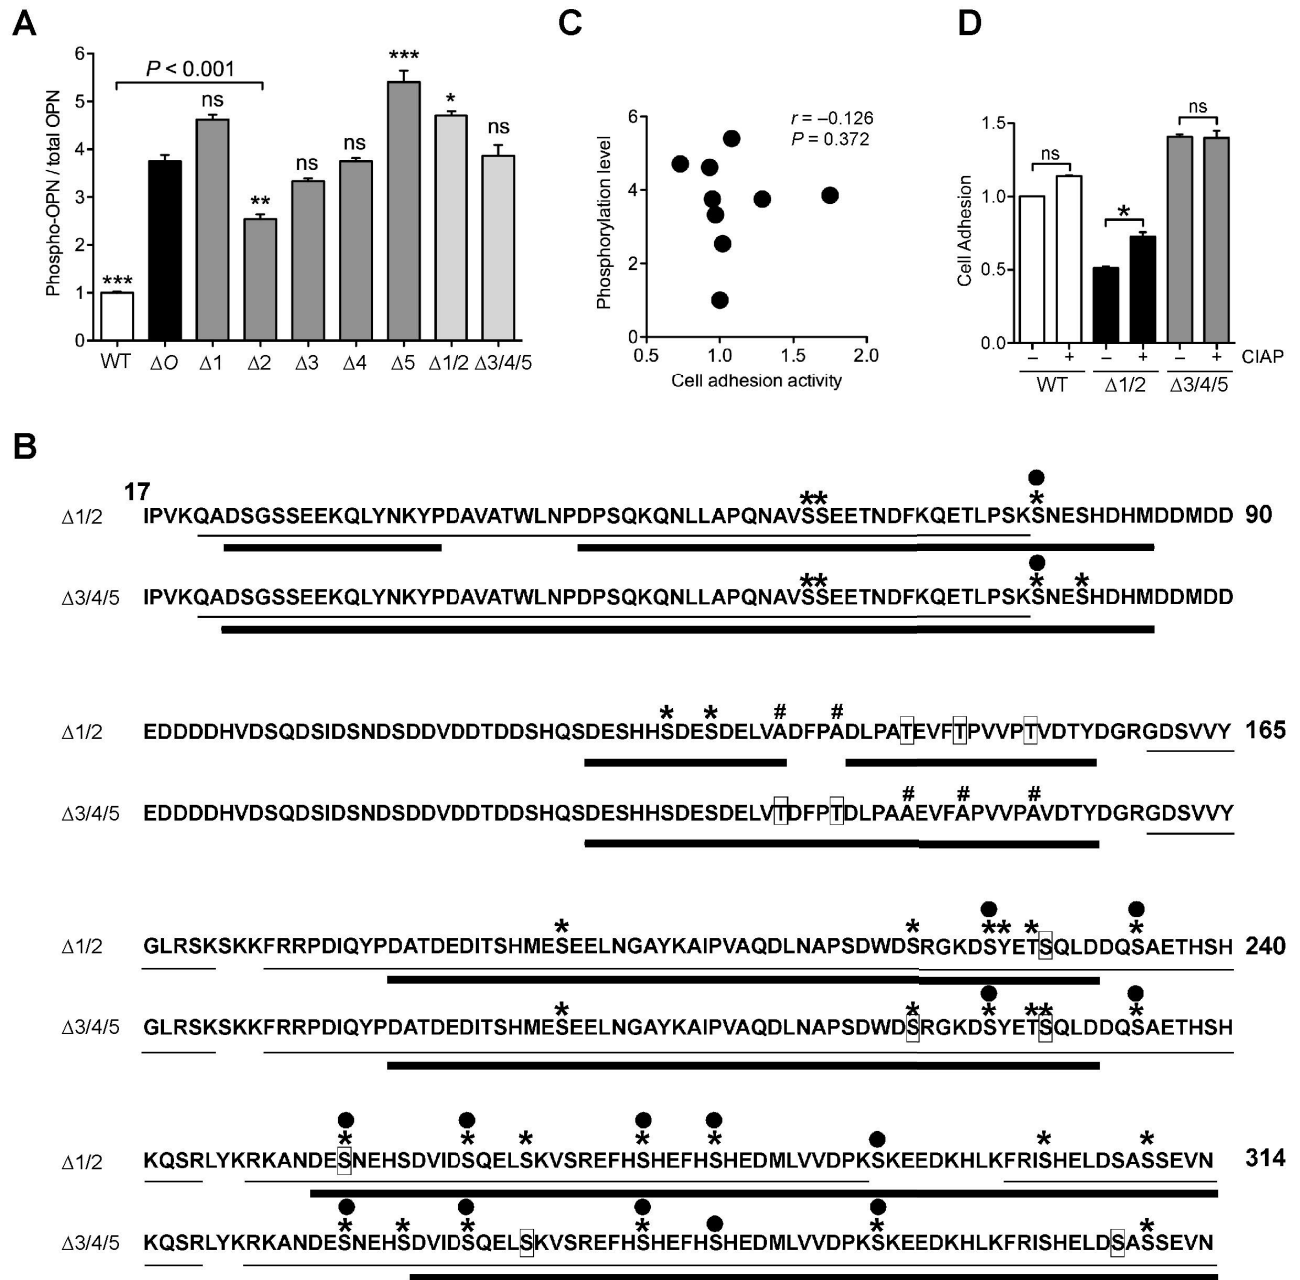 A
Phospho-OPN / total OPN
6
5
4
3
2
1
0
P < 0.001
***
ns
**
ns
ns
***
*
ns
WT ΔO Δ1 Δ2 Δ3 Δ4 Δ5 Δ1/2 Δ3/4/5
C
Phosphorylation level
6
4
2
0
r = –0.126
P = 0.372
0.5 1.0 1.5 2.0
Cell adhesion activity
D
Cell Adhesion
1.5
1.0
0.5
0.0
ns
*
ns
– + – + – + CIAP
WT Δ1/2 Δ3/4/5
B
17
** *
Δ1/2 IPVKQADSGSSEEKQLYNKYPDAVATWLNPDPSQKQNLLAPQNAVSSEETNDFKQETLPSKSNESHDHMDDMDD 90
** * *
Δ3/4/5 IPVKQADSGSSEEKQLYNKYPDAVATWLNPDPSQKQNLLAPQNAVSSEETNDFKQETLPSKSNESHDHMDDMDD
* * # #
Δ1/2 EDDDDHVDSQDSIDSNDSDDVDDTDDSHQSDESHHSDESDELVADFPADLPATEVFTPVVPTVDTYDGRGDSVVY 165
# # #
Δ3/4/5 EDDDDHVDSQDSIDSNDSDDVDDTDDSHQSDESHHSDESDELVTDFPTDLPAAEVFAPVVPAVDTYDGRGDSVVY
* * ** * *
Δ1/2 GLRSKSKKFRRPDIQYPDATDEDITSHMESEELNGAYKAIPVAQDLNAPSDWDSRGKDSYETSQLDDQSAETHSH 240
* * * ** *
Δ3/4/5 GLRSKSKKFRRPDIQYPDATDEDITSHMESEELNGAYKAIPVAQDLNAPSDWDSRGKDSYETSQLDDQSAETHSH
* * * * * * *
Δ1/2 KQSRLYKRKANDESNEHSDVIDSQELSKVSREFHSHEFHSHEDMLVVDPKSKEEDKHLKFRISHELDSASSEVN 314
* * * * * *
Δ3/4/5 KQSRLYKRKANDESNEHSDVIDSQELSKVSREFHSHEFHSHEDMLVVDPKSKEEDKHLKFRISHELDSASSEVN